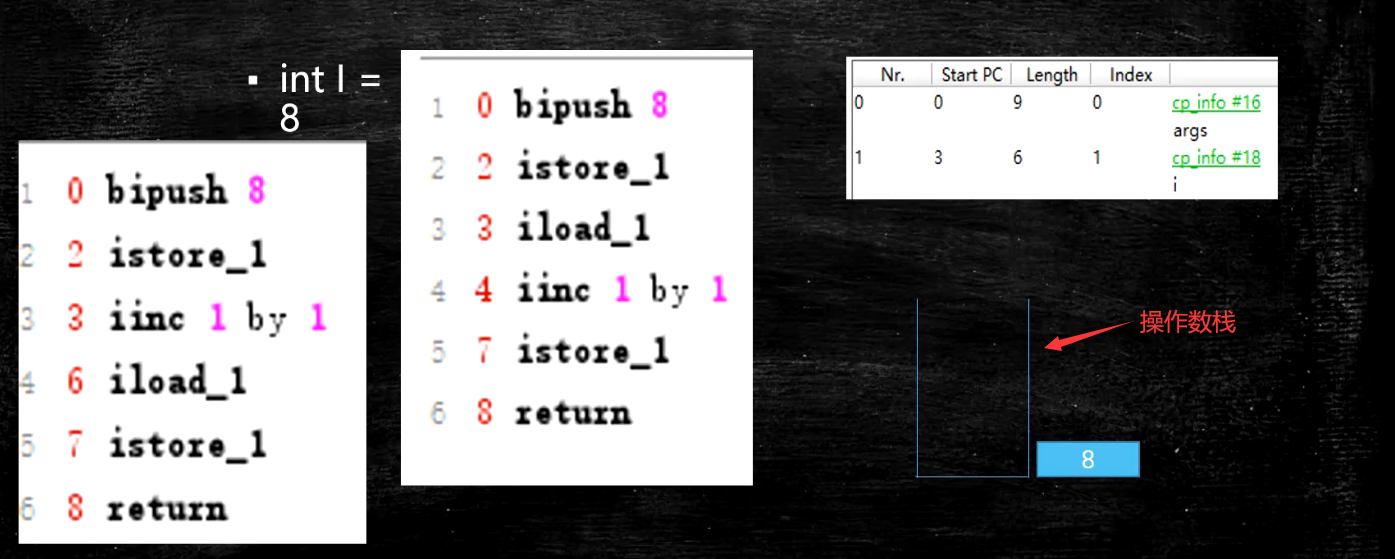 ▪ int I =
8
1 0 bipush 8
2 2 istore_1
3 3 iinc 1 by 1
4 6 iload_1
5 7 istore_1
6 8 return
1 0 bipush 8
2 2 istore_1
3 3 iload_1
4 4 iinc 1 by 1
5 7 istore_1
6 8 return
Nr. Start PC Length Index
0 0 9 0 cp_info #16
args
1 3 6 1 cp_info #18
i
操作数栈
8